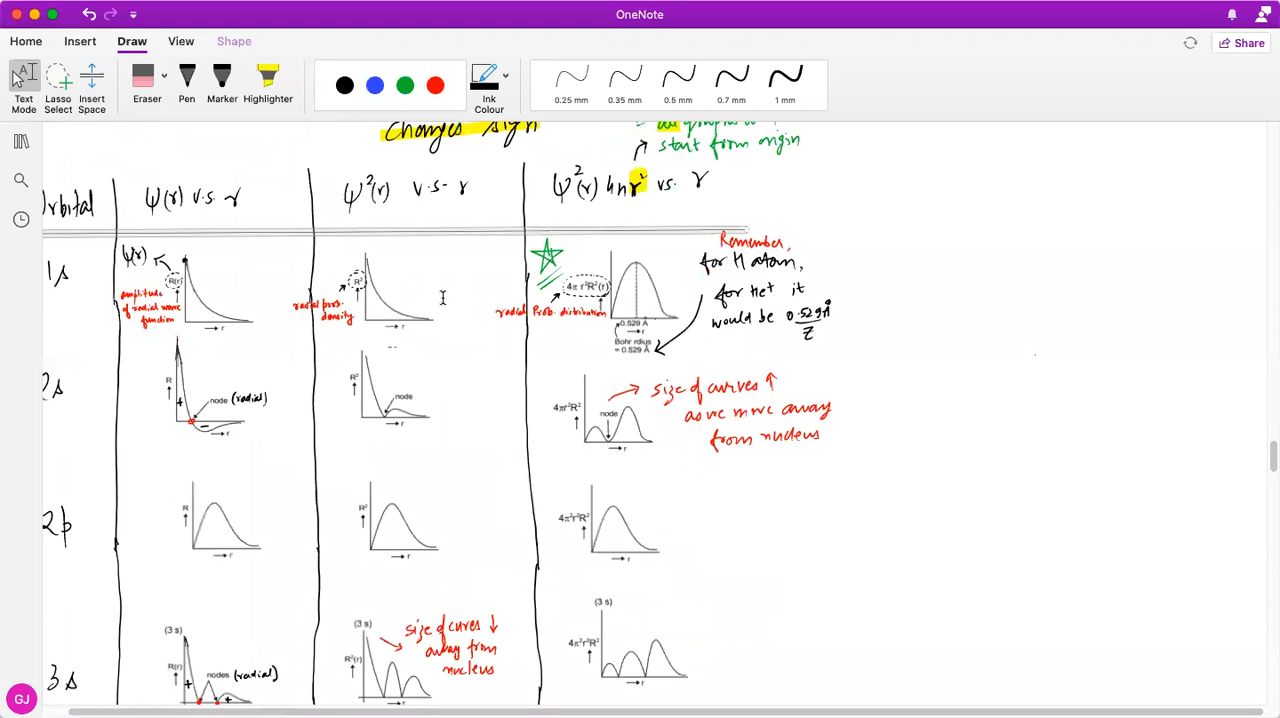 OneNote
Home Insert Draw View Shape
Share
Text Mode
Lasso Select
Insert Space
Eraser
Pen
Marker
Highlighter
Ink Colour
0.25 mm
0.35 mm
0.5 mm
0.7 mm
1 mm
Changes sign
start from origin
Orbital
ψ(r) v.s r
ψ²(r) v.s. r
ψ²(r) 4πr² vs. r
1s
ψ(r)
R(r)
amplitude
of radial wave
function
r
R²
radial prob.
density
r
4π r²R²(r)
radial Prob. distribution
0.529 Å
r
Bohr rdius
= 0.529 Å
Remember,
for H atom,
for He+ it
would be 0.529Å
Z
2s
R
+
node (radial)
-
r
R²
node
r
4πr²R²
node
r
size of curves ↑
as we move away
from nucleus
2p
R
r
R²
r
4π²r²R²
r
3s
(3 s)
R(r)
nodes (radial)
+
+
(3 s)
R²(r)
r
size of curves ↓
away from
nucleus
(3 s)
4π²r²R²
r
GJ